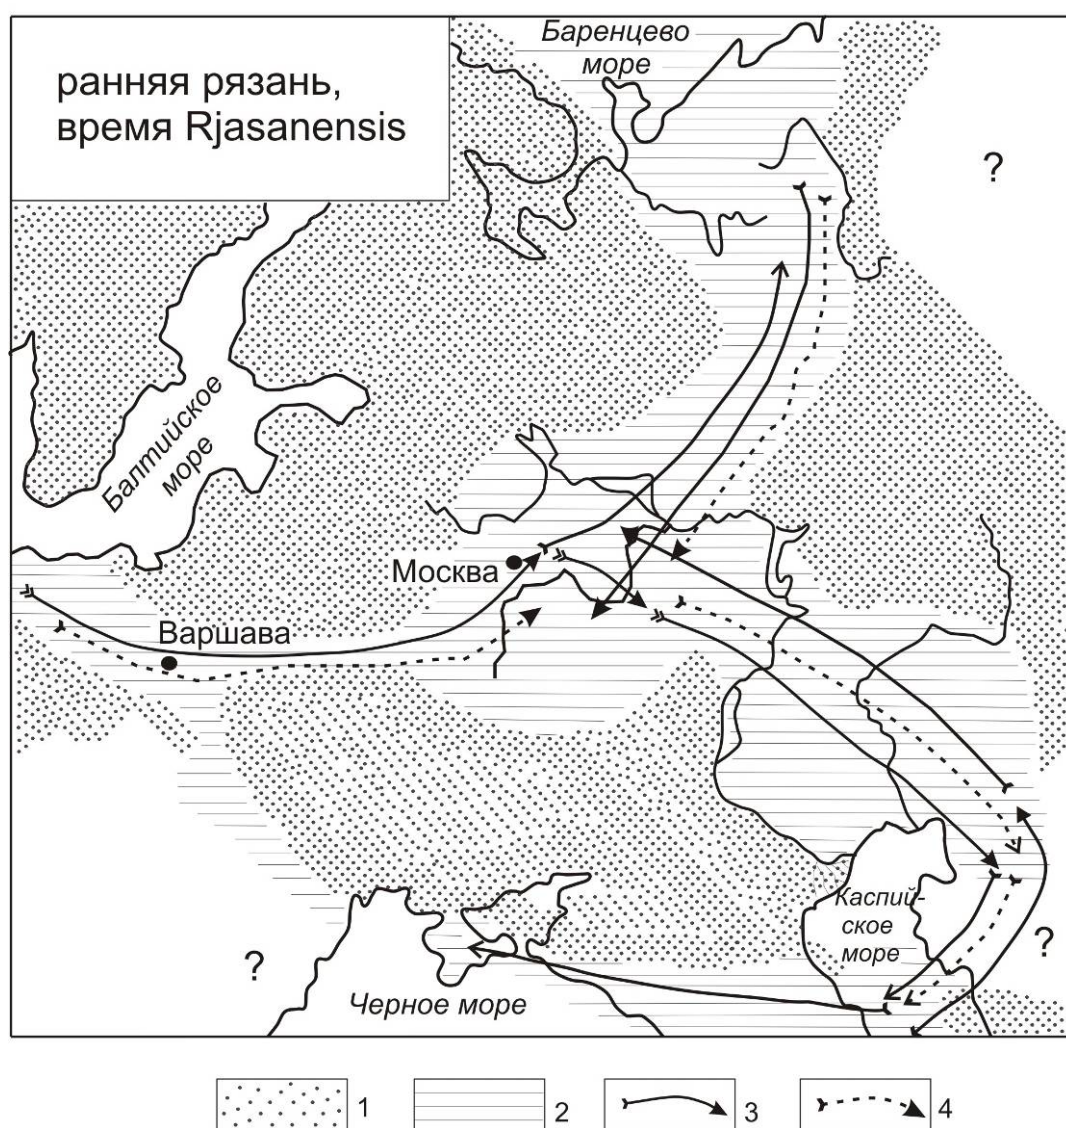 ранняя рязань,
время Rjasanensis
Баренцево
море
?
Балтийское
море
Москва
Варшава
Каспий-
ское
море
?
?
Черное море
1
2
3
4